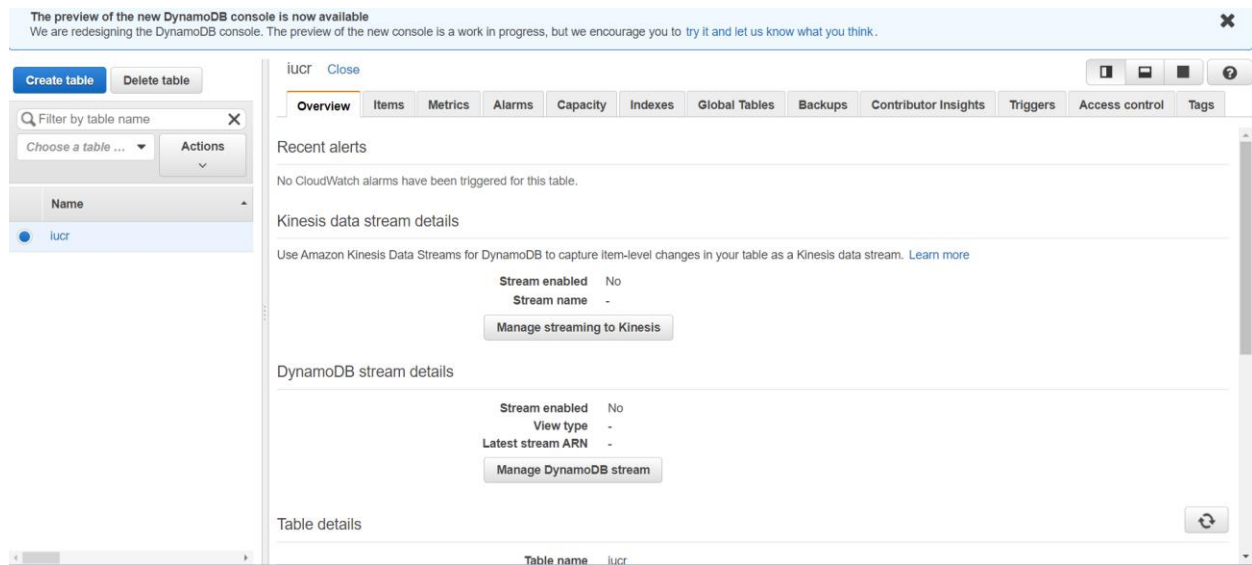 The preview of the new DynamoDB console is now available
We are redesigning the DynamoDB console. The preview of the new console is a work in progress, but we encourage you to try it and let us know what you think.
Create table Delete table
Filter by table name
Choose a table ... Actions
Name
iucr
iucr Close
Overview Items Metrics Alarms Capacity Indexes Global Tables Backups Contributor Insights Triggers Access control Tags
Recent alerts
No CloudWatch alarms have been triggered for this table.
Kinesis data stream details
Use Amazon Kinesis Data Streams for DynamoDB to capture item-level changes in your table as a Kinesis data stream. Learn more
Stream enabled No
Stream name -
Manage streaming to Kinesis
DynamoDB stream details
Stream enabled No
View type -
Latest stream ARN -
Manage DynamoDB stream
Table details
Table name iucr